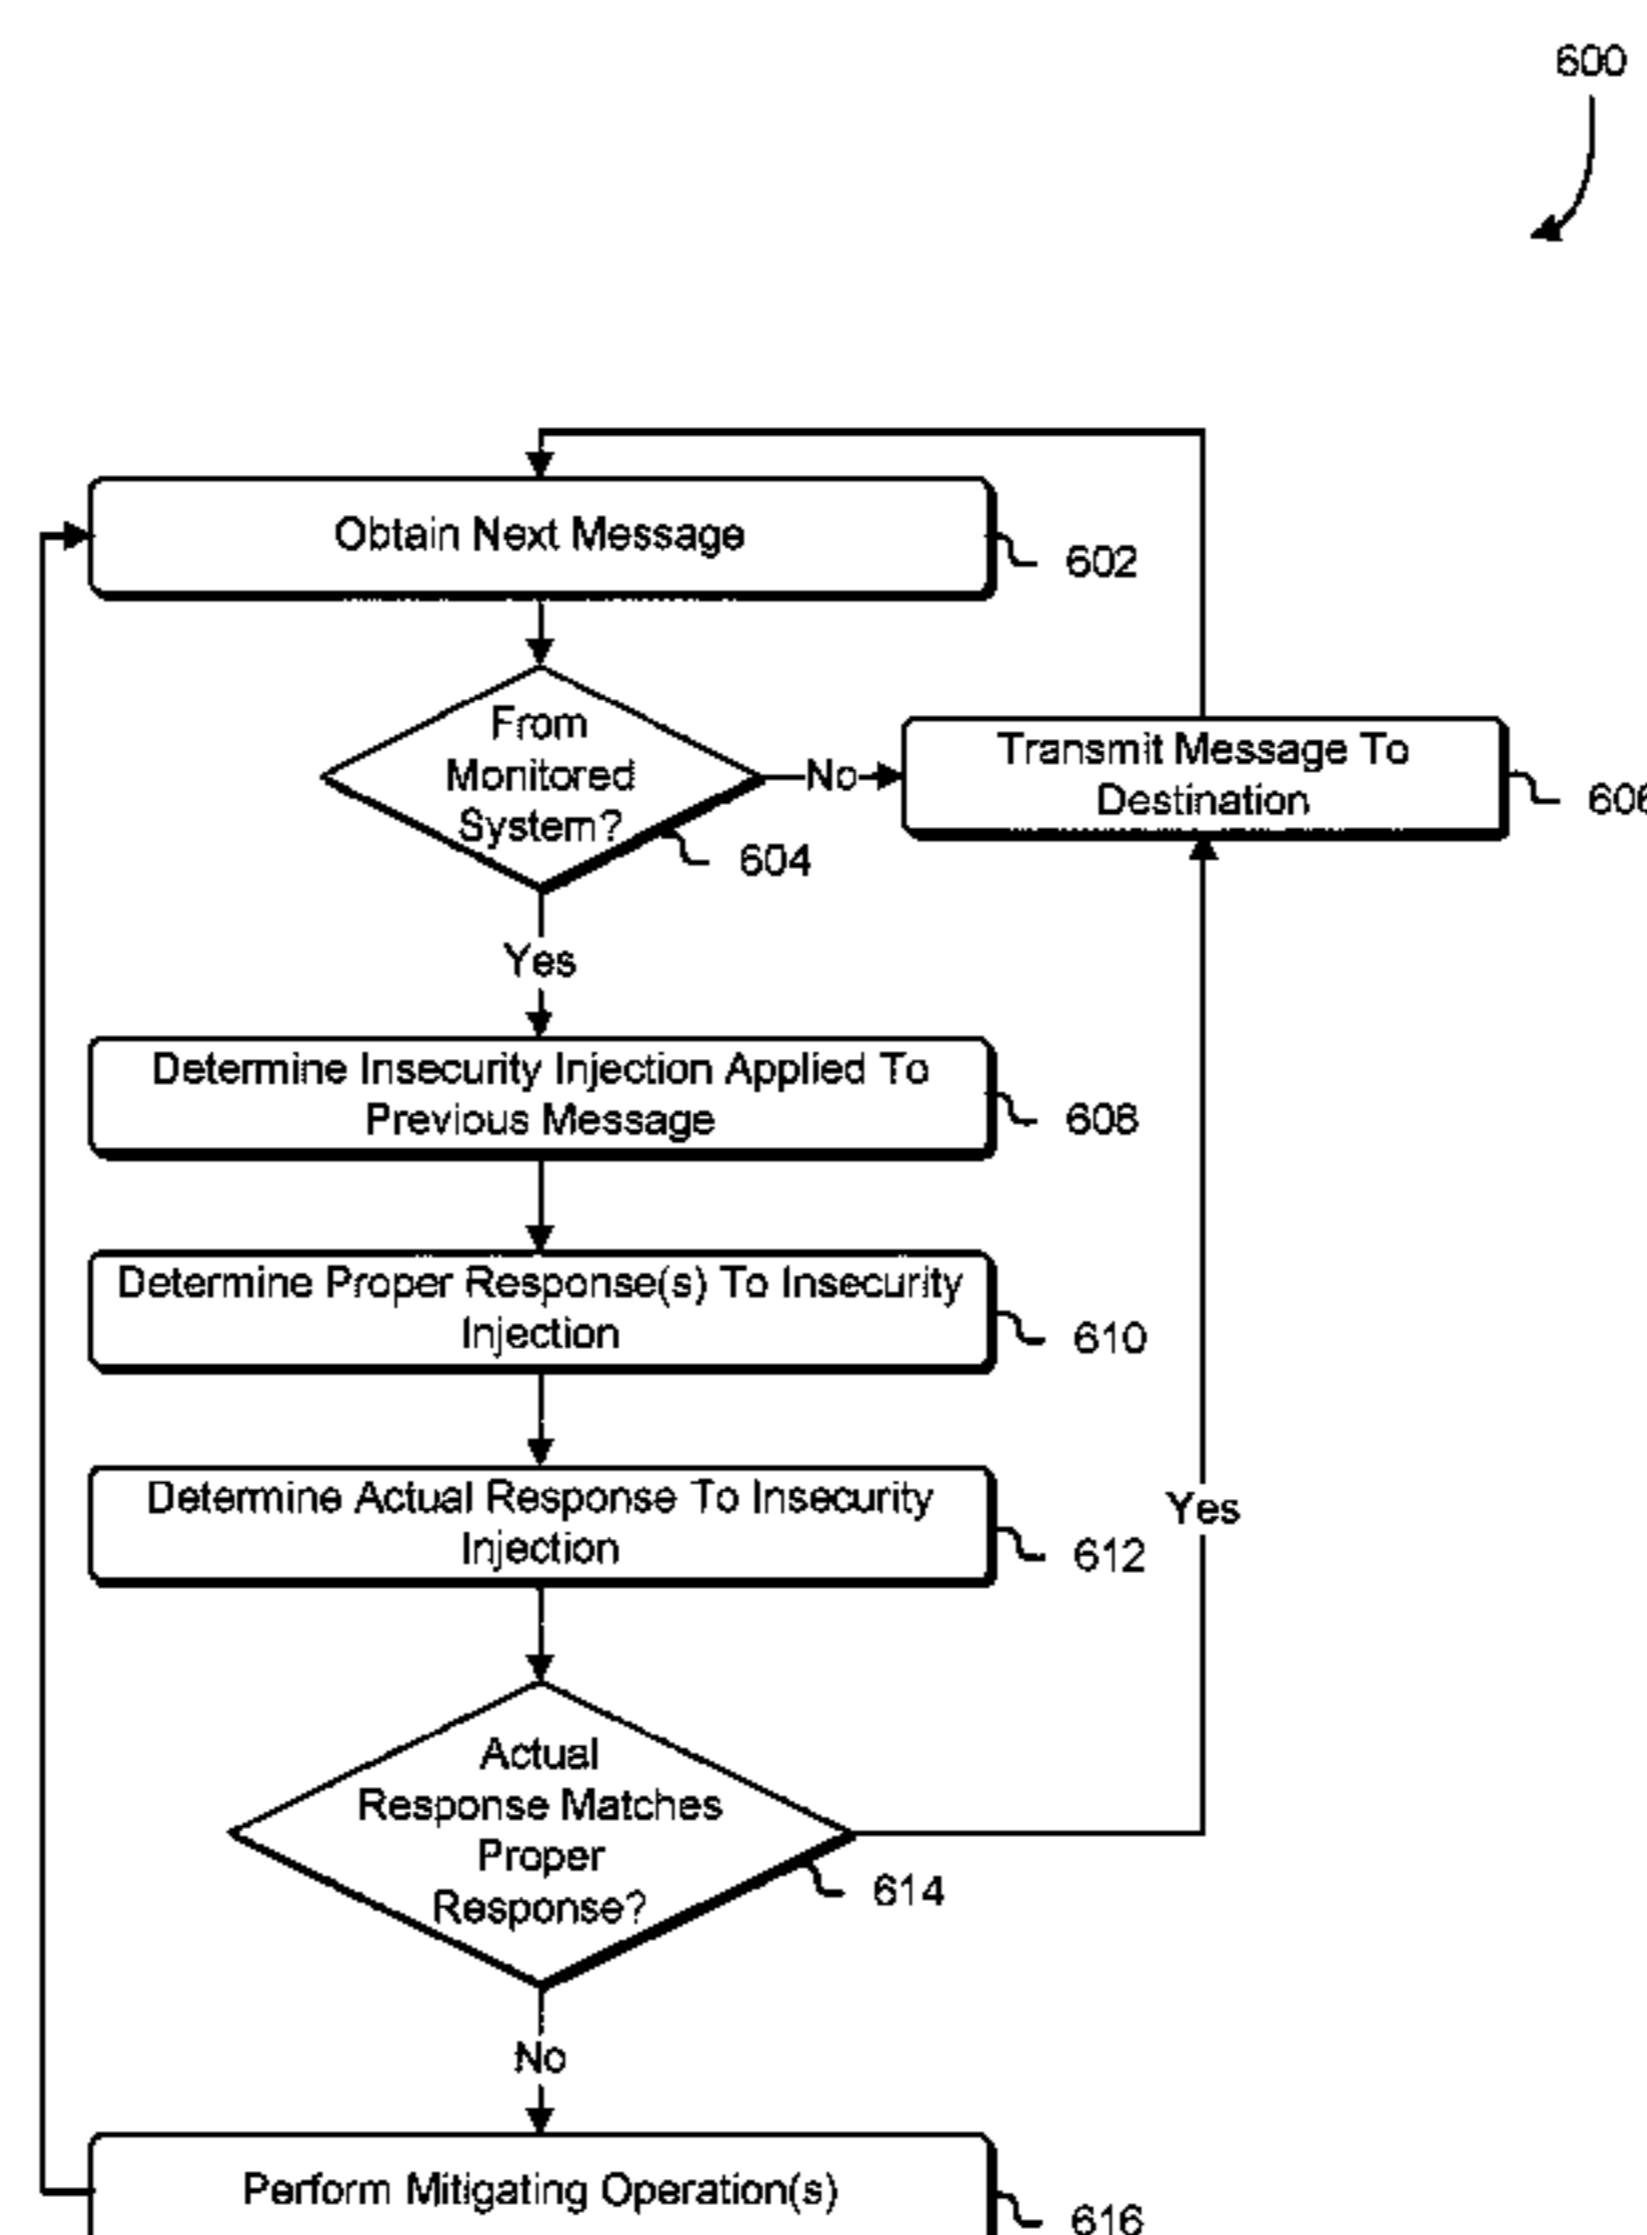 600
Obtain Next Message
602
From
Monitored
System?
604
No
Transmit Message To
Destination
606
Yes
Determine Insecurity Injection Applied To
Previous Message
608
Determine Proper Response(s) To Insecurity
Injection
610
Determine Actual Response To Insecurity
Injection
612
Yes
Actual
Response Matches
Proper
Response?
614
No
Perform Mitigating Operation(s)
616